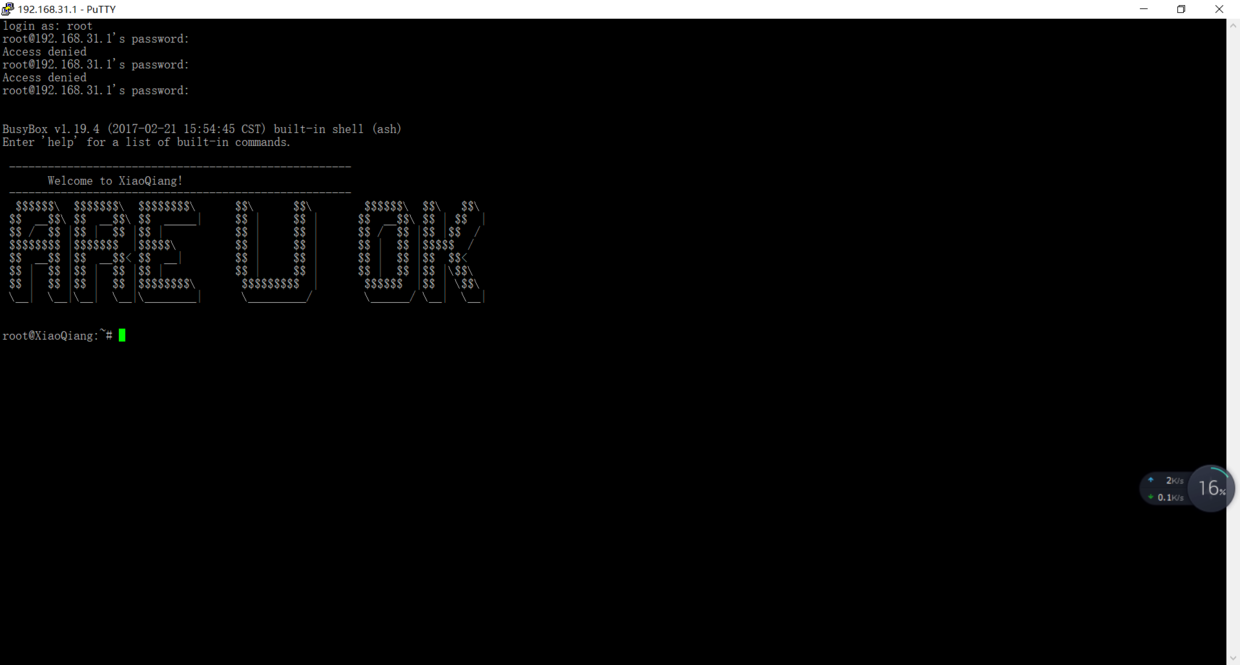 192.168.31.1 - PuTTY
login as: root
root@192.168.31.1's password:
Access denied
root@192.168.31.1's password:
Access denied
root@192.168.31.1's password:
BusyBox v1.19.4 (2017-02-21 15:54:45 CST) built-in shell (ash)
Enter 'help' for a list of built-in commands.
-----------------------------------------------------
Welcome to XiaoQiang!
-----------------------------------------------------
 $$$$$$\  $$$$$$$\  $$$$$$$$\      $$\      $$\        $$$$$$\  $$\   $$\
$$  __$$\ $$  __$$\ $$  _____|     $$ |     $$ |      $$  __$$\ $$ | $$  |
$$ /  $$ |$$ |  $$ |$$ |           $$ |     $$ |      $$ /  $$ |$$ |$$  /
$$$$$$$$ |$$$$$$$  |$$$$$\         $$ |     $$ |      $$ |  $$ |$$$$$  /
$$  __$$ |$$  __$$< $$  __|        $$ |     $$ |      $$ |  $$ |$$  $$<
$$ |  $$ |$$ |  $$ |$$ |           $$ |     $$ |      $$ |  $$ |$$ |\$$\
$$ |  $$ |$$ |  $$ |$$$$$$$$\       $$$$$$$$$  |       $$$$$$  |$$ | \$$\
\__|  \__|\__|  \__|\________|      \_________/        \______/ \__|  \__|
root@XiaoQiang:~#
2K/s
0.1K/s
16%